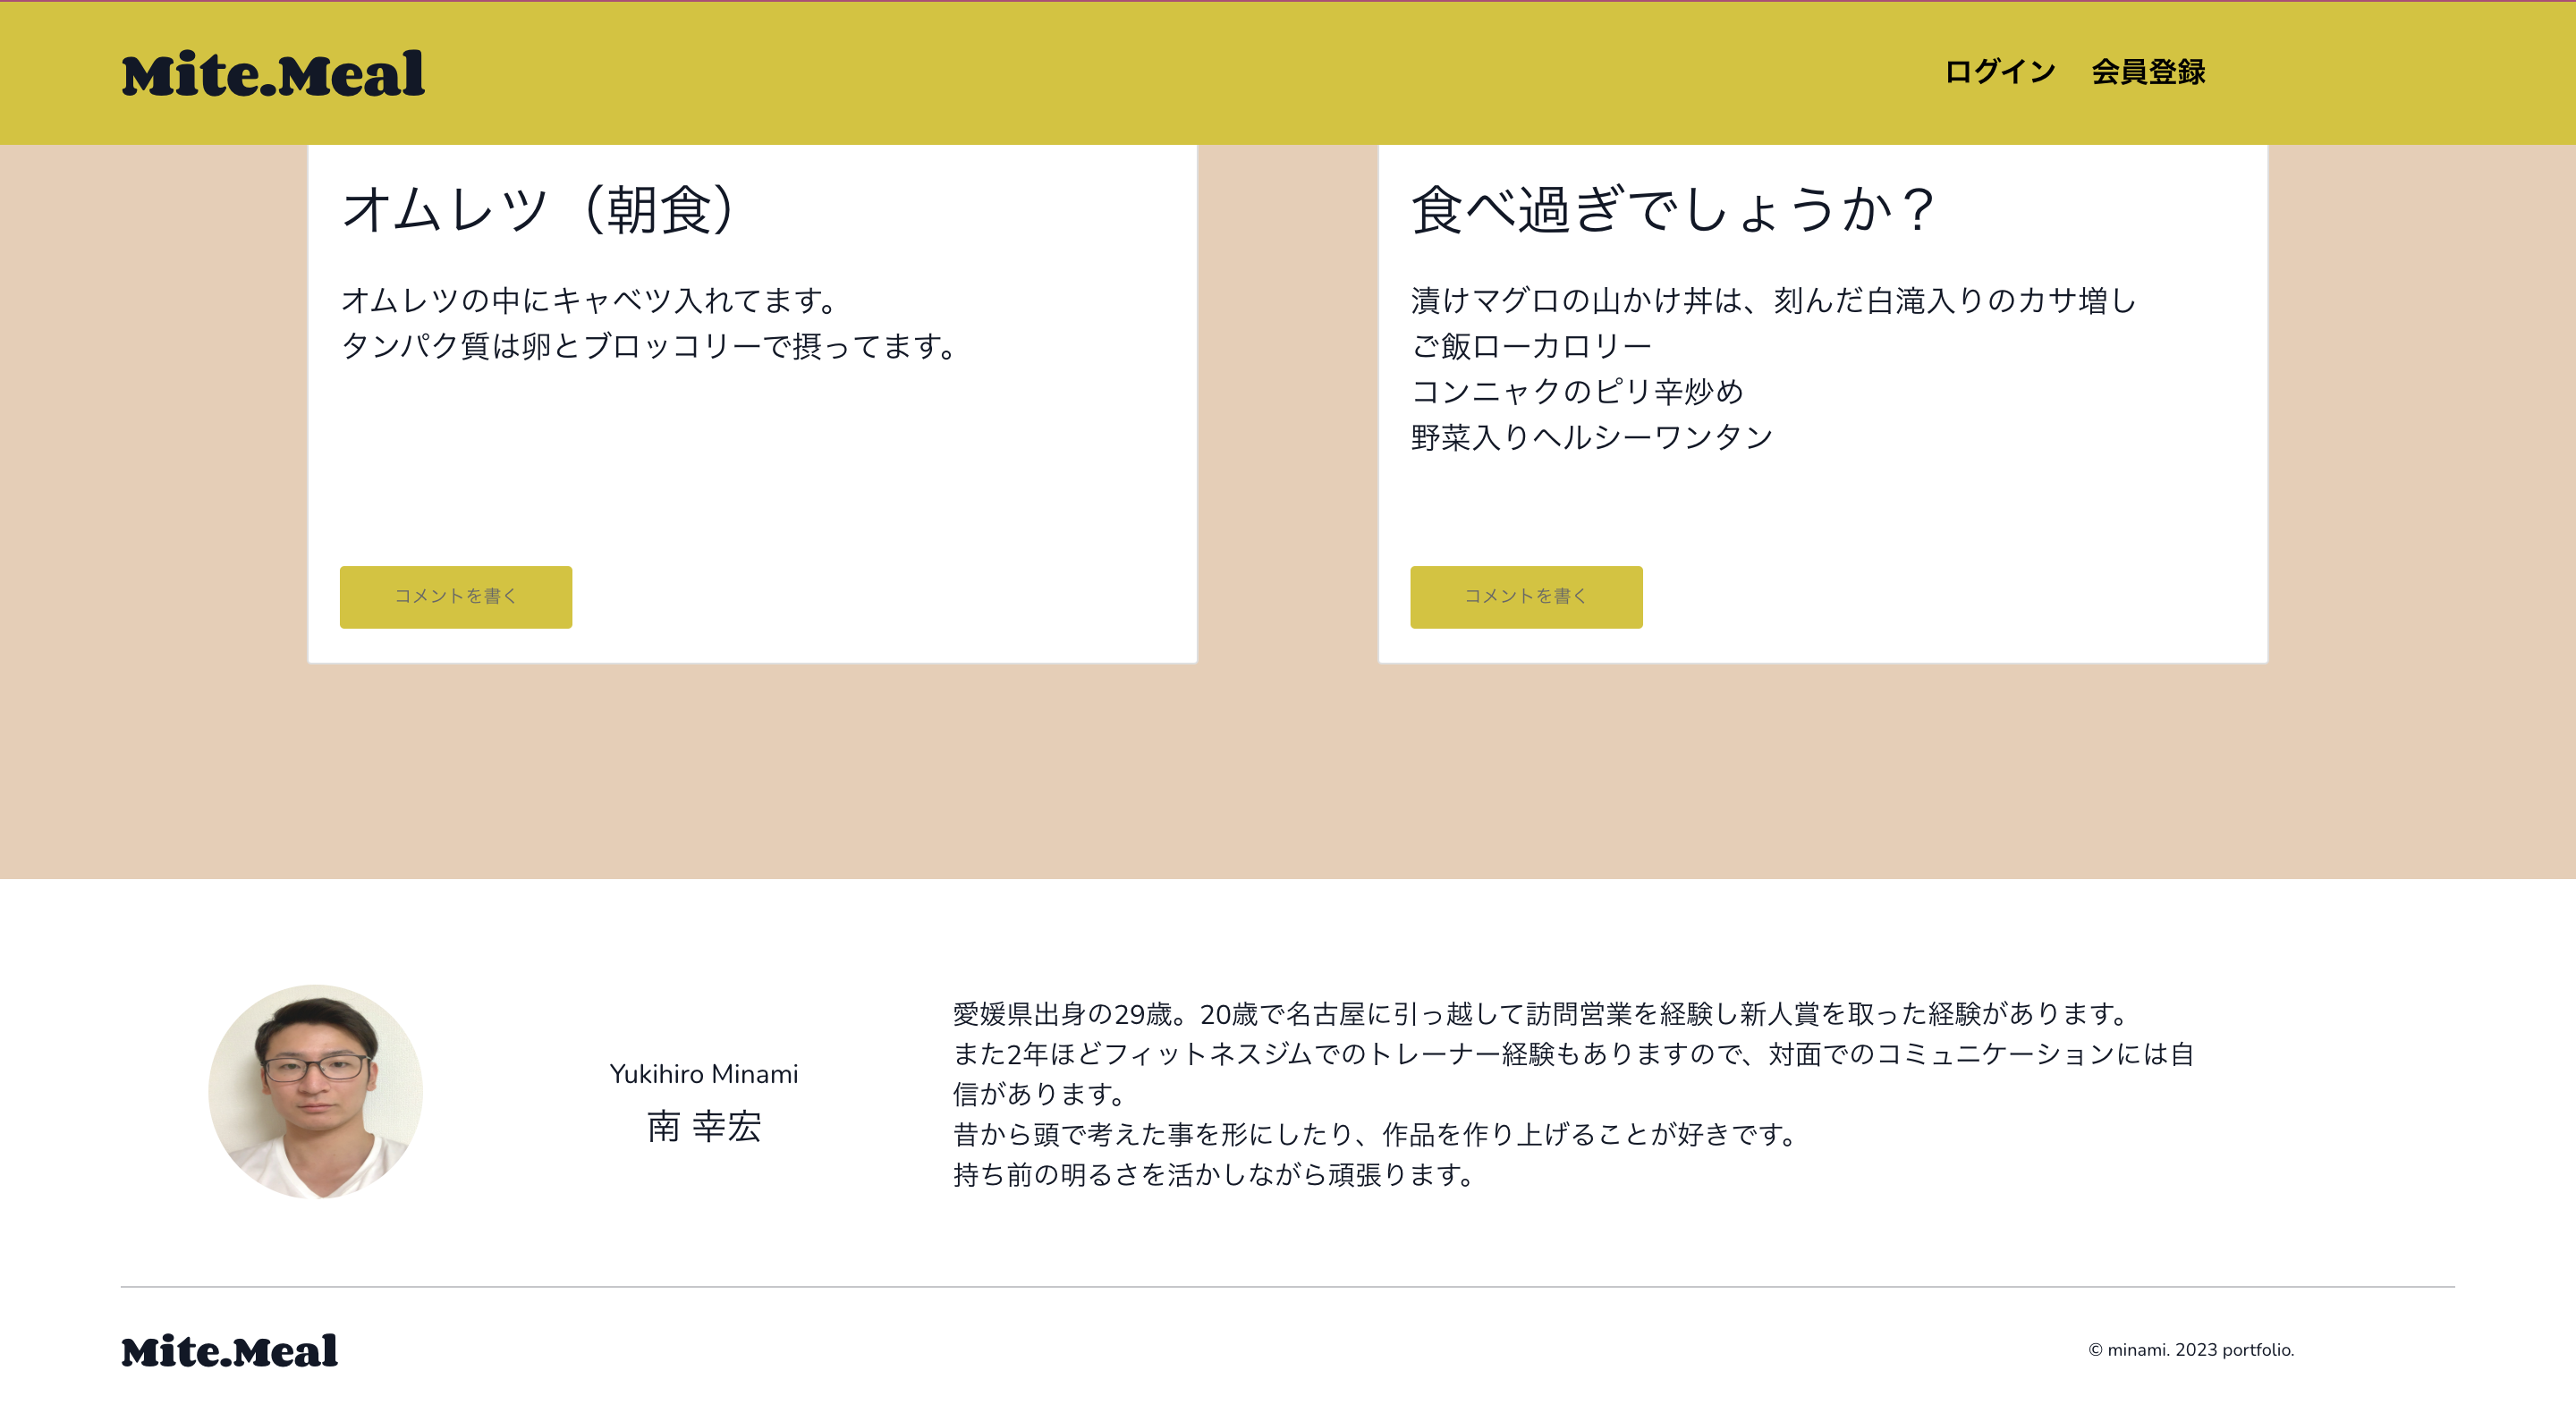 Mite.Meal
ログイン 会員登録
オムレツ（朝食）
オムレツの中にキャベツ入れてます。
タンパク質は卵とブロッコリーで摂ってます。
コメントを書く
食べ過ぎでしょうか？
漬けマグロの山かけ丼は、刻んだ白滝入りのカサ増し
ご飯ローカロリー
コンニャクのピリ辛炒め
野菜入りヘルシーワンタン
コメントを書く
Yukihiro Minami
南 幸宏
愛媛県出身の29歳。20歳で名古屋に引っ越して訪問営業を経験し新人賞を取った経験があります。
また2年ほどフィットネスジムでのトレーナー経験もありますので、対面でのコミュニケーションには自
信があります。
昔から頭で考えた事を形にしたり、作品を作り上げることが好きです。
持ち前の明るさを活かしながら頑張ります。
Mite.Meal
© minami. 2023 portfolio.